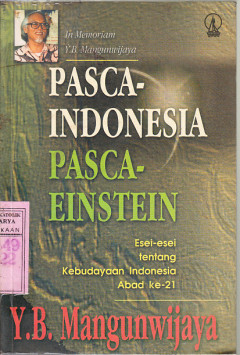 In Memoriam
Y.B. Mangunwijaya
PASCA-
INDONESIA
PASCA-
EINSTEIN
Esei-esei
tentang
Kebudayaan Indonesia
Abad ke-21
Y.B. Mangunwijaya